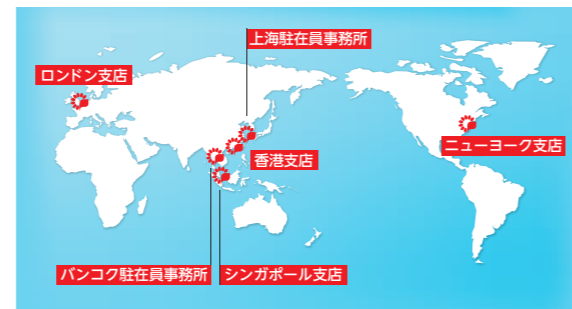 上海駐在員事務所
ロンドン支店
ニューヨーク支店
香港支店
バンコク駐在員事務所
シンガポール支店